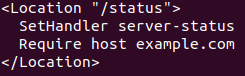 <Location "/status">
  SetHandler server-status
  Require host example.com
</Location>